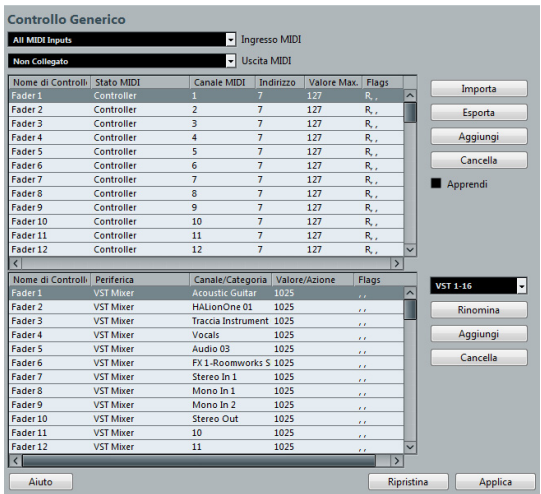 Controllo Generico
All MIDI Inputs Ingresso MIDI
Non Collegato Uscita MIDI
Nome di Controll Stato MIDI Canale MIDI Indirizzo Valore Max. Flags
Fader 1 Controller 1 7 127 R, ,
Fader 2 Controller 2 7 127 R, ,
Fader 3 Controller 3 7 127 R, ,
Fader 4 Controller 4 7 127 R, ,
Fader 5 Controller 5 7 127 R, ,
Fader 6 Controller 6 7 127 R, ,
Fader 7 Controller 7 7 127 R, ,
Fader 8 Controller 8 7 127 R, ,
Fader 9 Controller 9 7 127 R, ,
Fader 10 Controller 10 7 127 R, ,
Fader 11 Controller 11 7 127 R, ,
Fader 12 Controller 12 7 127 R, ,
Importa
Esporta
Aggiungi
Cancella
Apprendi
Nome di Controll Periferica Canale/Categoria Valore/Azione Flags
Fader 1 VST Mixer Acoustic Guitar 1025 , ,
Fader 2 VST Mixer HALionOne 01 1025 , ,
Fader 3 VST Mixer Traccia Instrument 1025 , ,
Fader 4 VST Mixer Vocals 1025 , ,
Fader 5 VST Mixer Audio 03 1025 , ,
Fader 6 VST Mixer FX 1-Roomworks S 1025 , ,
Fader 7 VST Mixer Stereo In 1 1025 , ,
Fader 8 VST Mixer Mono In 1 1025 , ,
Fader 9 VST Mixer Mono In 2 1025 , ,
Fader 10 VST Mixer Stereo Out 1025 , ,
Fader 11 VST Mixer 10 1025 , ,
Fader 12 VST Mixer 11 1025 , ,
VST 1-16
Rinomina
Aggiungi
Cancella
Aiuto Ripristina Applica